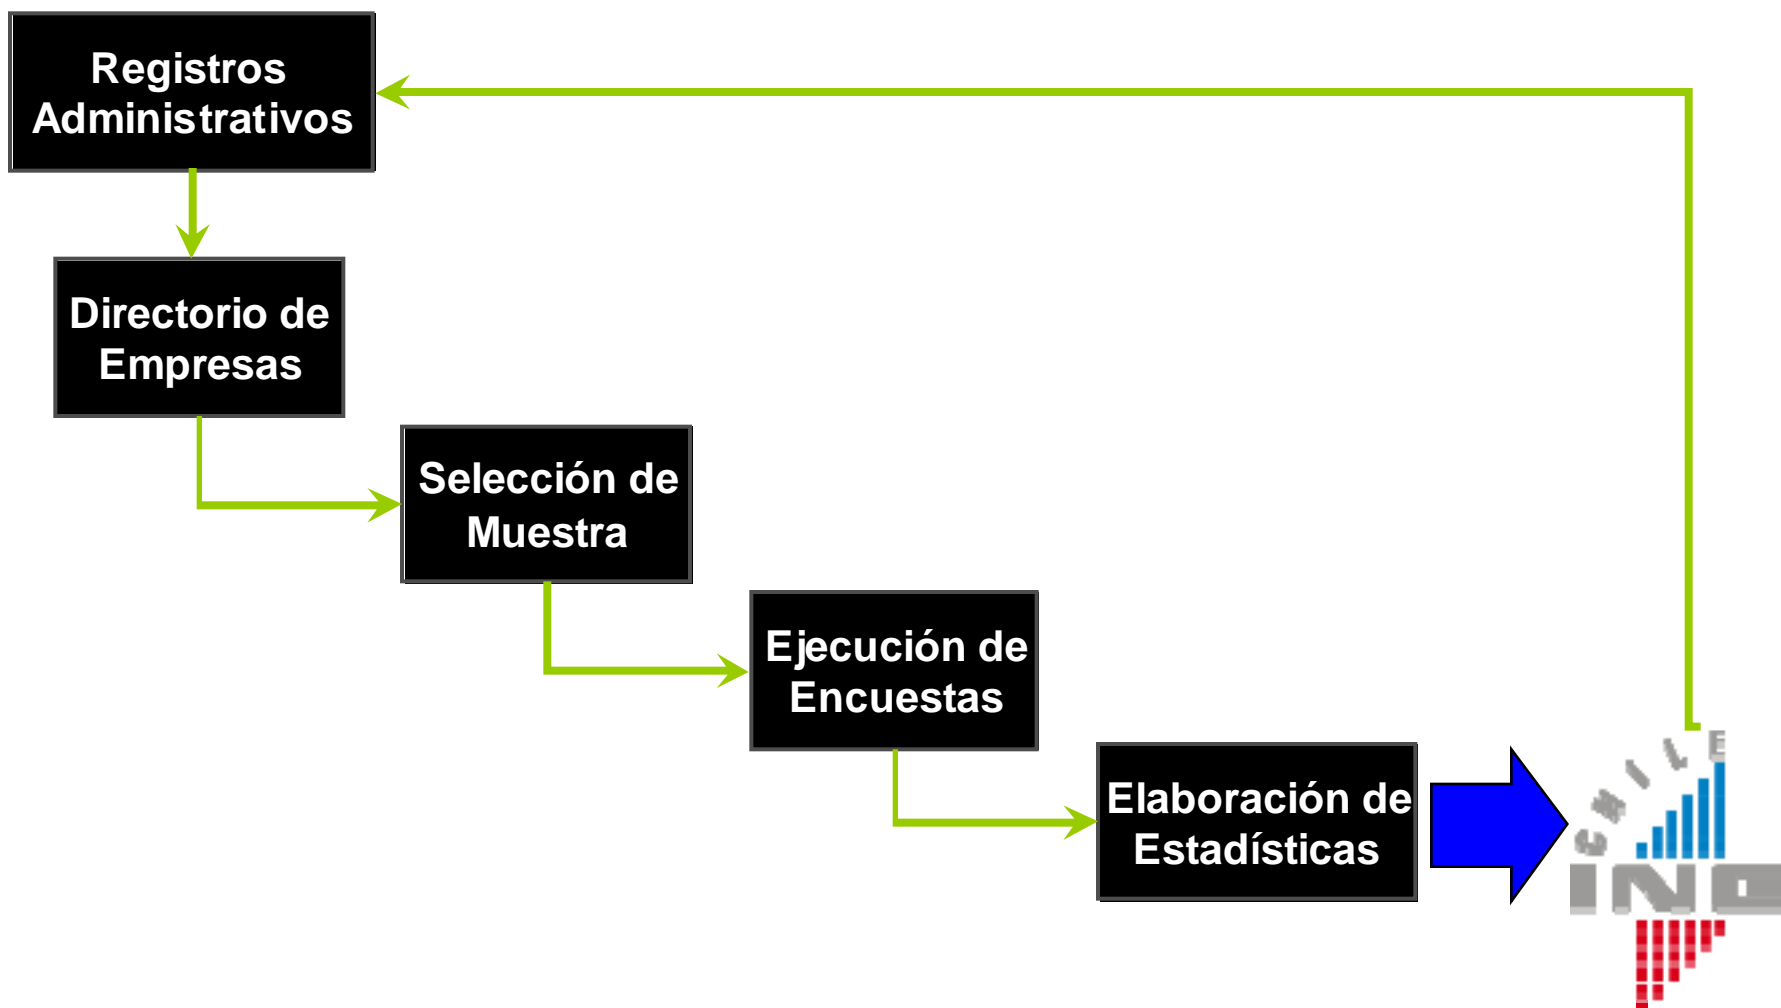 Registros
Administrativos
Directorio de
Empresas
Selección de
Muestra
Ejecución de
Encuestas
Elaboración de
Estadísticas
CHILE
INE